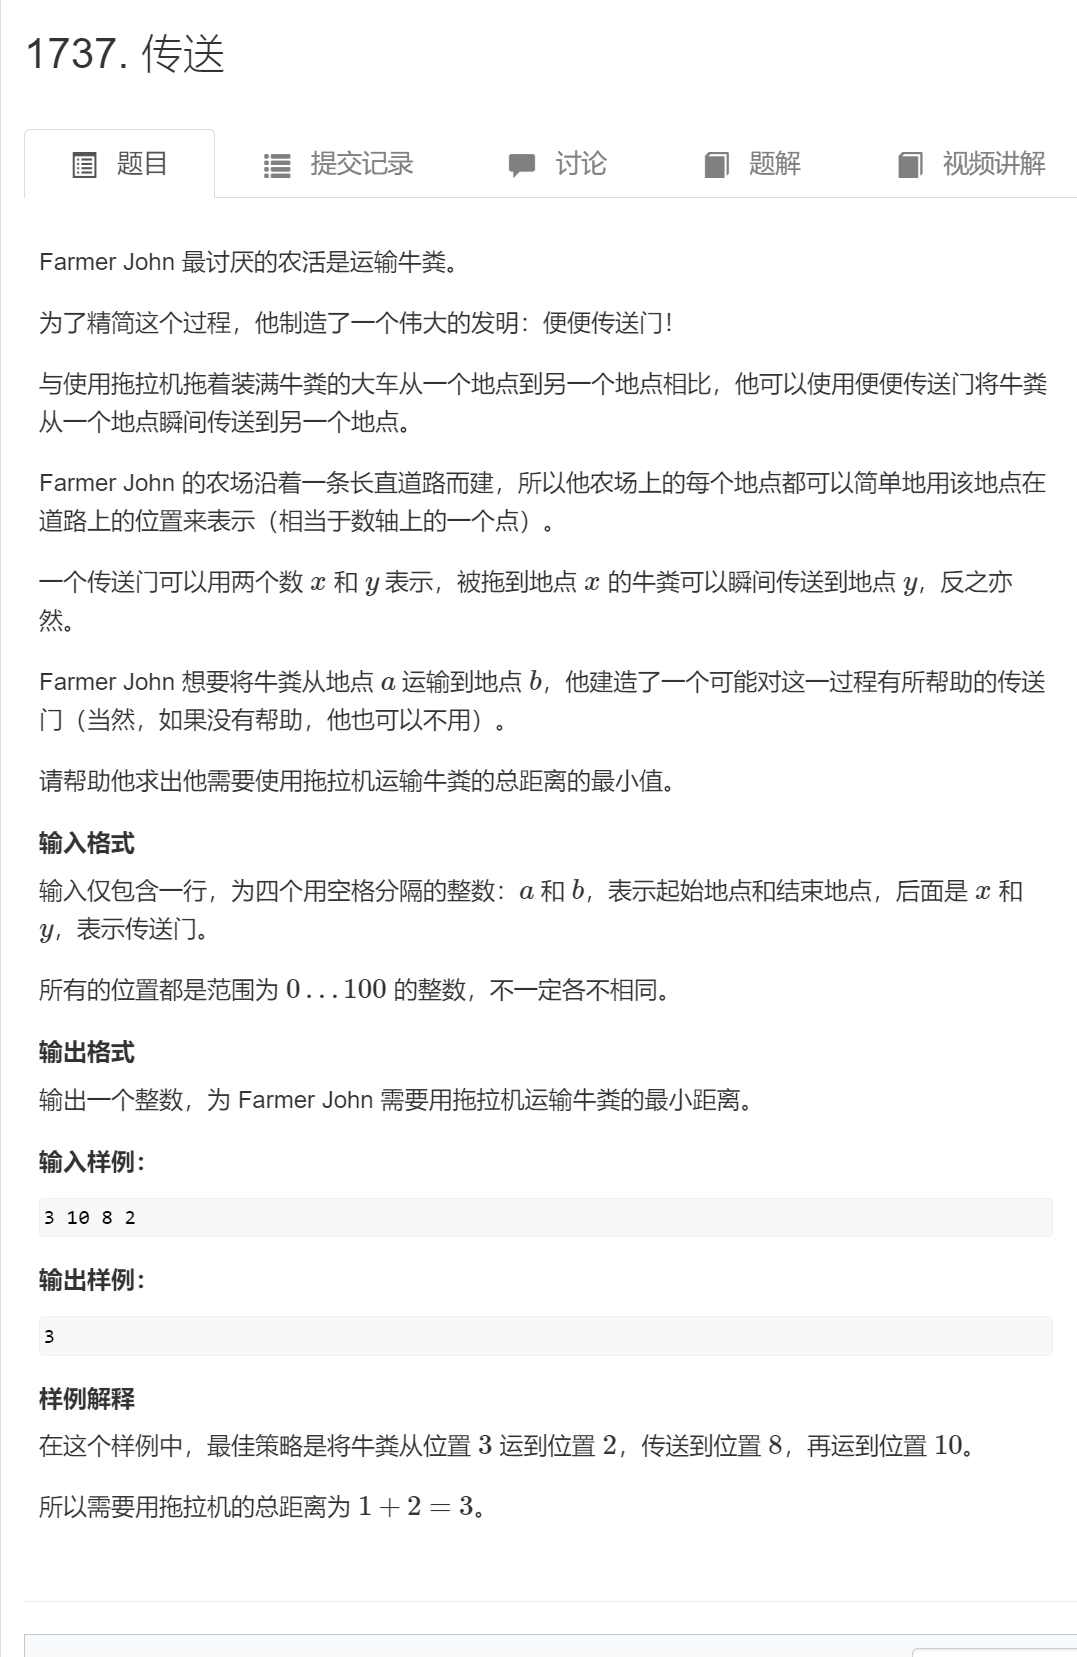 1737. 传送
题目
提交记录
讨论
题解
视频讲解
Farmer John 最讨厌的农活是运输牛粪。
为了精简这个过程，他制造了一个伟大的发明：便便传送门！
与使用拖拉机拖着装满牛粪的大车从一个地点到另一个地点相比，他可以使用便便传送门将牛粪
从一个地点瞬间传送到另一个地点。
Farmer John 的农场沿着一条长直道路而建，所以他农场上的每个地点都可以简单地用该地点在
道路上的位置来表示（相当于数轴上的一个点）。
一个传送门可以用两个数 x 和 y 表示，被拖到地点 x 的牛粪可以瞬间传送到地点 y，反之亦
然。
Farmer John 想要将牛粪从地点 a 运输到地点 b，他建造了一个可能对这一过程有所帮助的传送
门（当然，如果没有帮助，他也可以不用）。
请帮助他求出他需要使用拖拉机运输牛粪的总距离的最小值。
输入格式
输入仅包含一行，为四个用空格分隔的整数：a 和 b，表示起始地点和结束地点，后面是 x 和
y，表示传送门。
所有的位置都是范围为 0...100 的整数，不一定各不相同。
输出格式
输出一个整数，为 Farmer John 需要用拖拉机运输牛粪的最小距离。
输入样例：
3 10 8 2
输出样例：
3
样例解释
在这个样例中，最佳策略是将牛粪从位置 3 运到位置 2，传送到位置 8，再运到位置 10。
所以需要用拖拉机的总距离为 1 + 2 = 3。